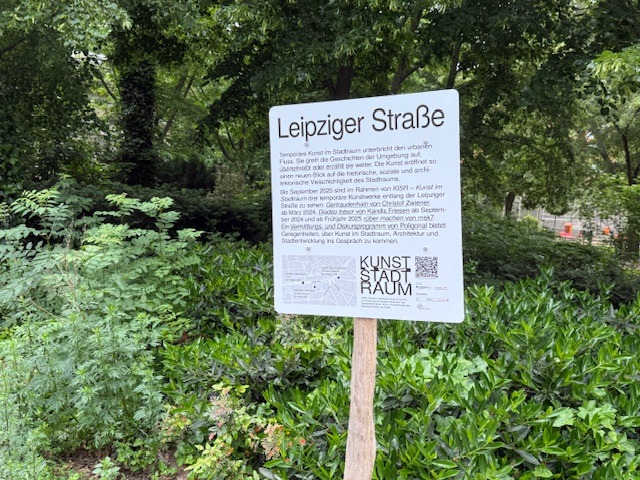 Leipziger Straße
Temporäre Kunst im Stadtraum unterbricht den urbanen
Fluss. Sie greift die Geschichten der Umgebung auf,
überschreibt oder erzählt sie weiter. Die Kunst eröffnet so
einen neuen Blick auf die historische, soziale und archi-
tektonische Vielschichtigkeit des Stadtraums.
Bis September 2025 sind im Rahmen von KISR – Kunst im
Stadtraum drei temporäre Kunstwerke entlang der Leipziger
Straße zu sehen: Gertraudenhain von Christof Zwiener
ab März 2024, von Kandis Friesen ab Septem-
ber 2024 und ab Frühjahr 2025 rüber machen von msk7.
Ein Vermittlungs- und Diskursprogramm von Poligonal bietet
Gelegenheiten, über Kunst im Stadtraum, Architektur und
Stadtentwicklung ins Gespräch zu kommen.
KUNST
STADT
RAUM